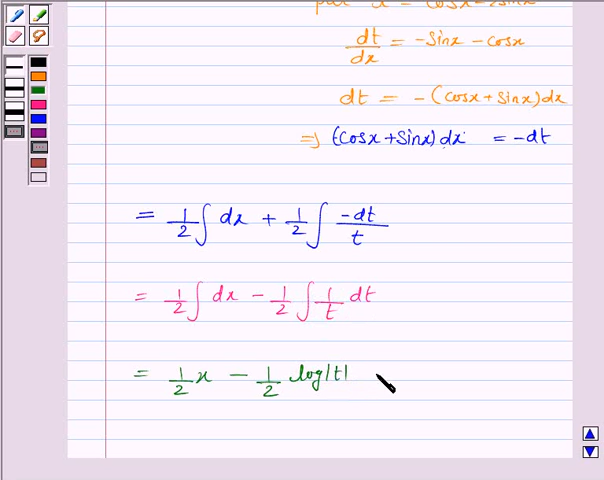 dt/dx = -sinx - cosx
dt = -(cosx + sinx)dx
⇒ (cosx + sinx)dx = -dt
= 1/2 ∫ dx + 1/2 ∫ -dt/t
= 1/2 ∫ dx - 1/2 ∫ 1/t dt
= 1/2 x - 1/2 log|t|